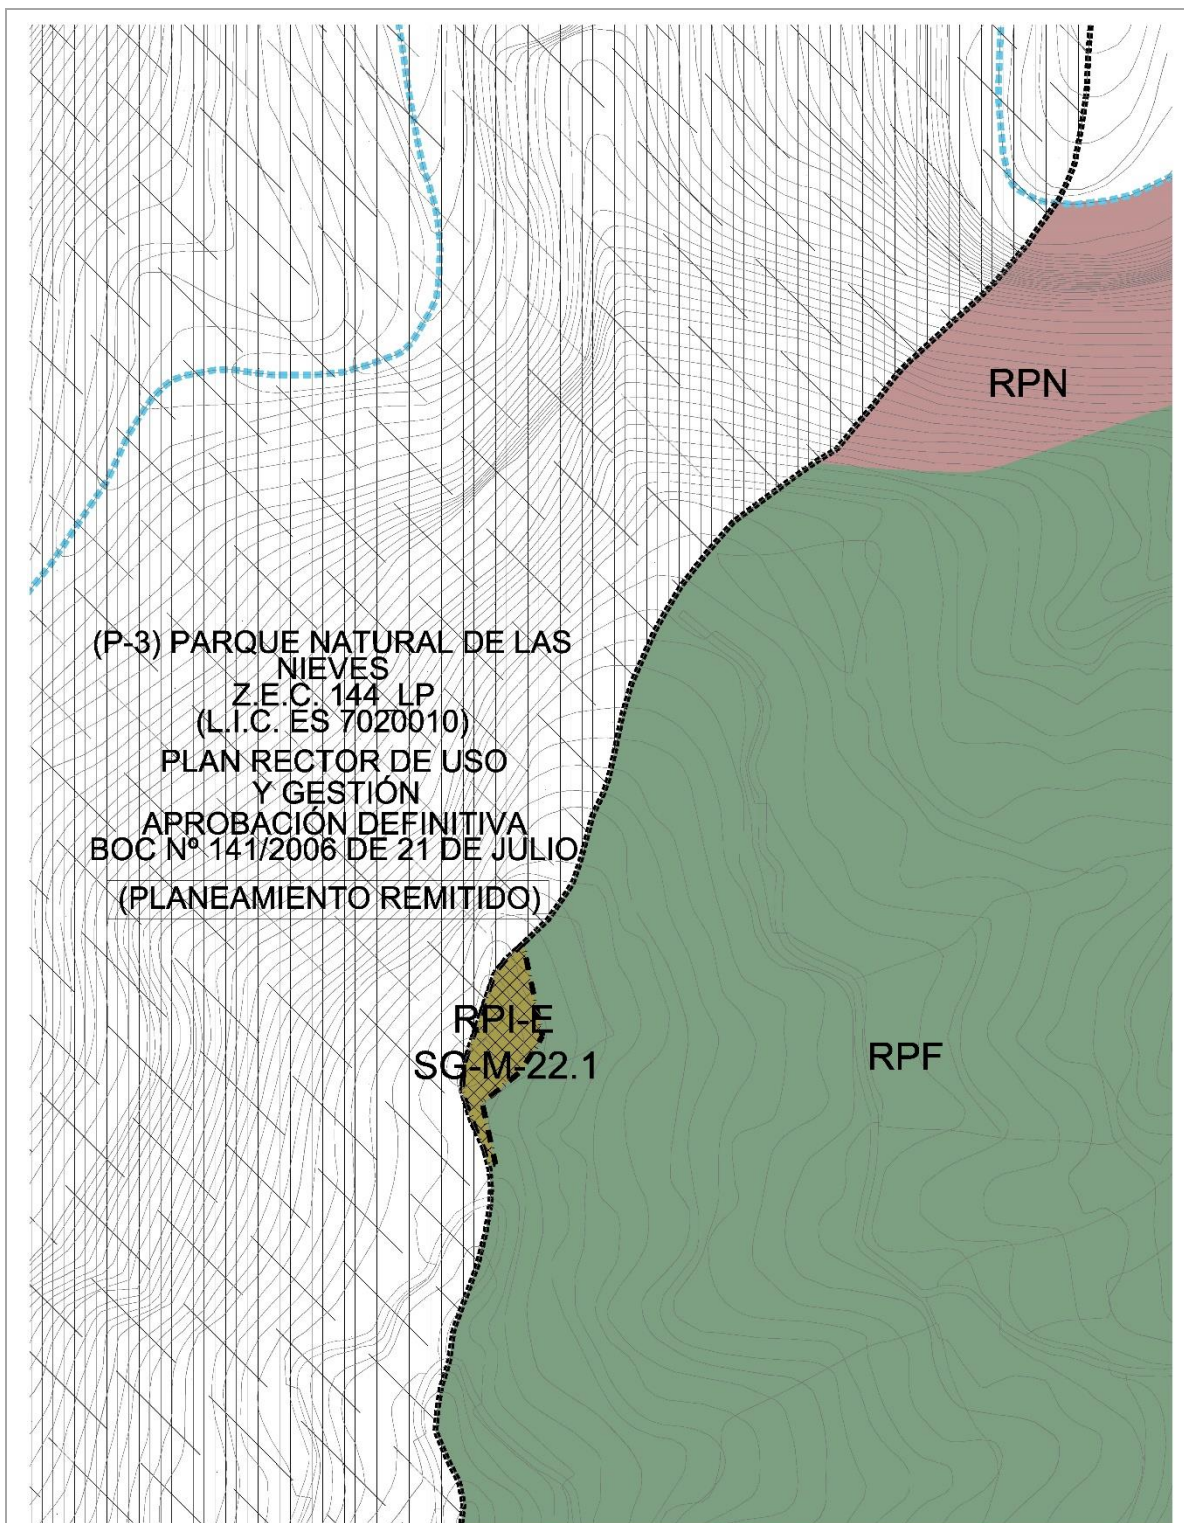 RPN
(P-3) PARQUE NATURAL DE LAS
NIEVES
Z.E.C. 144_LP
(L.I.C. ES 7020010)
PLAN RECTOR DE USO
Y GESTIÓN
APROBACIÓN DEFINITIVA
BOC Nº 141/2006 DE 21 DE JULIO
(PLANEAMIENTO REMITIDO)
RPI-E
SG-M-22.1
RPF